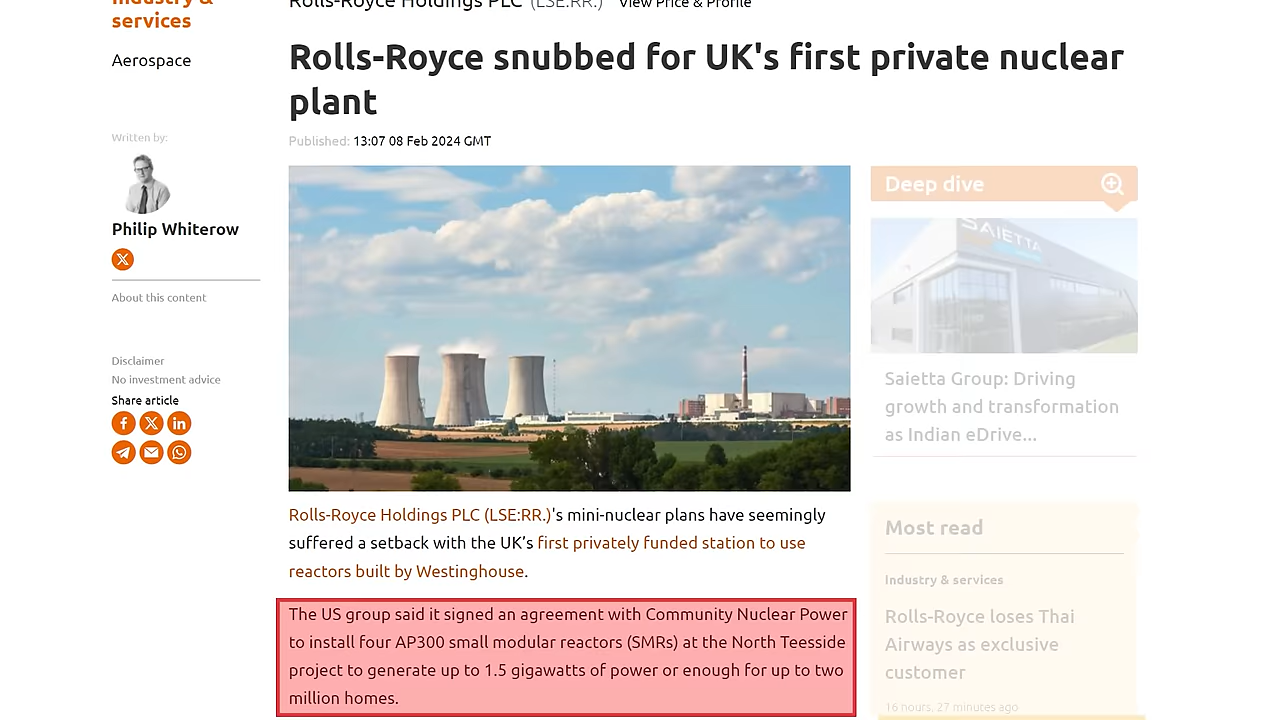 industry &
services
Aerospace
Written by:
Philip Whiterow
About this content
Disclaimer
No investment advice
Share article
Rolls-Royce Holdings PLC (LSE:RR.) View Price & Profile
Rolls-Royce snubbed for UK's first private nuclear
plant
Published: 13:07 08 Feb 2024 GMT
Rolls-Royce Holdings PLC (LSE:RR.)'s mini-nuclear plans have seemingly
suffered a setback with the UK’s first privately funded station to use
reactors built by Westinghouse.
The US group said it signed an agreement with Community Nuclear Power
to install four AP300 small modular reactors (SMRs) at the North Teesside
project to generate up to 1.5 gigawatts of power or enough for up to two
million homes.
Deep dive
SAIETTA
Saietta Group: Driving
growth and transformation
as Indian eDrive...
Most read
Industry & services
Rolls-Royce loses Thai
Airways as exclusive
customer
16 hours, 27 minutes ago